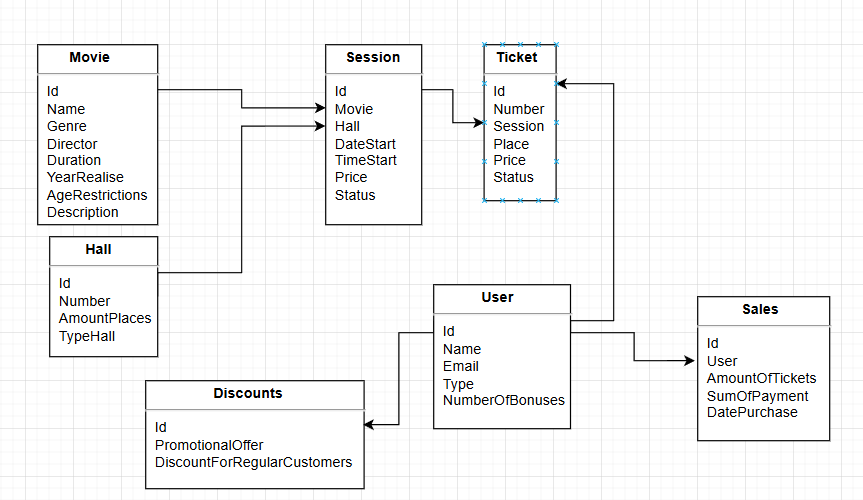 Movie
Id
Name
Genre
Director
Duration
YearRealise
AgeRestrictions
Description
Session
Id
Movie
Hall
DateStart
TimeStart
Price
Status
Ticket
Id
Number
Session
Place
Price
Status
Hall
Id
Number
AmountPlaces
TypeHall
User
Id
Name
Email
Type
NumberOfBonuses
Sales
Id
User
AmountOfTickets
SumOfPayment
DatePurchase
Discounts
Id
PromotionalOffer
DiscountForRegularCustomers